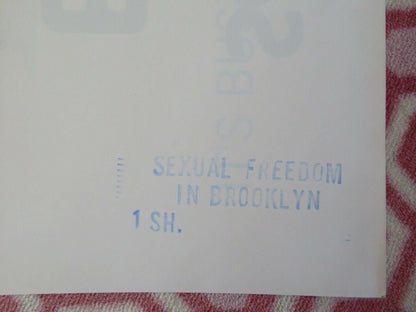 SEXUAL FREEDOM
IN BROOKLYN
1 SH.